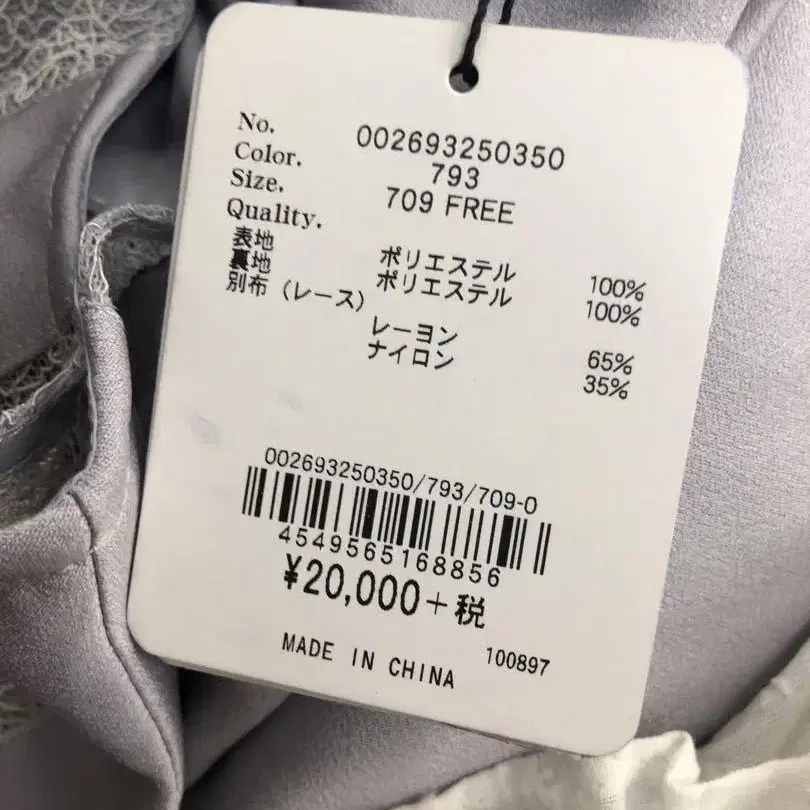 No. 002693250350
Color. 793
Size. 709 FREE
Quality.
表地 ポリエステル 100%
裏地 ポリエステル 100%
別布（レース）
レーヨン 65%
ナイロン 35%
002693250350/793/709-0
4549565168856
¥20,000＋税
MADE IN CHINA 100897